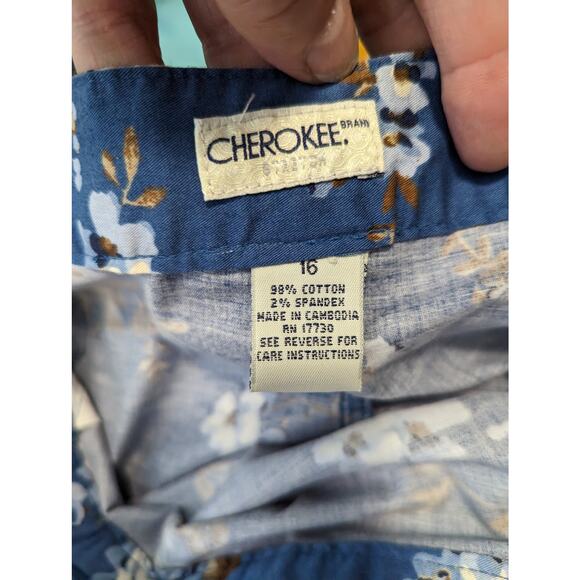 CHEROKEE. BRAND
STRETCH
16
98% COTTON
2% SPANDEX
MADE IN CAMBODIA
RN 17730
SEE REVERSE FOR
CARE INSTRUCTIONS